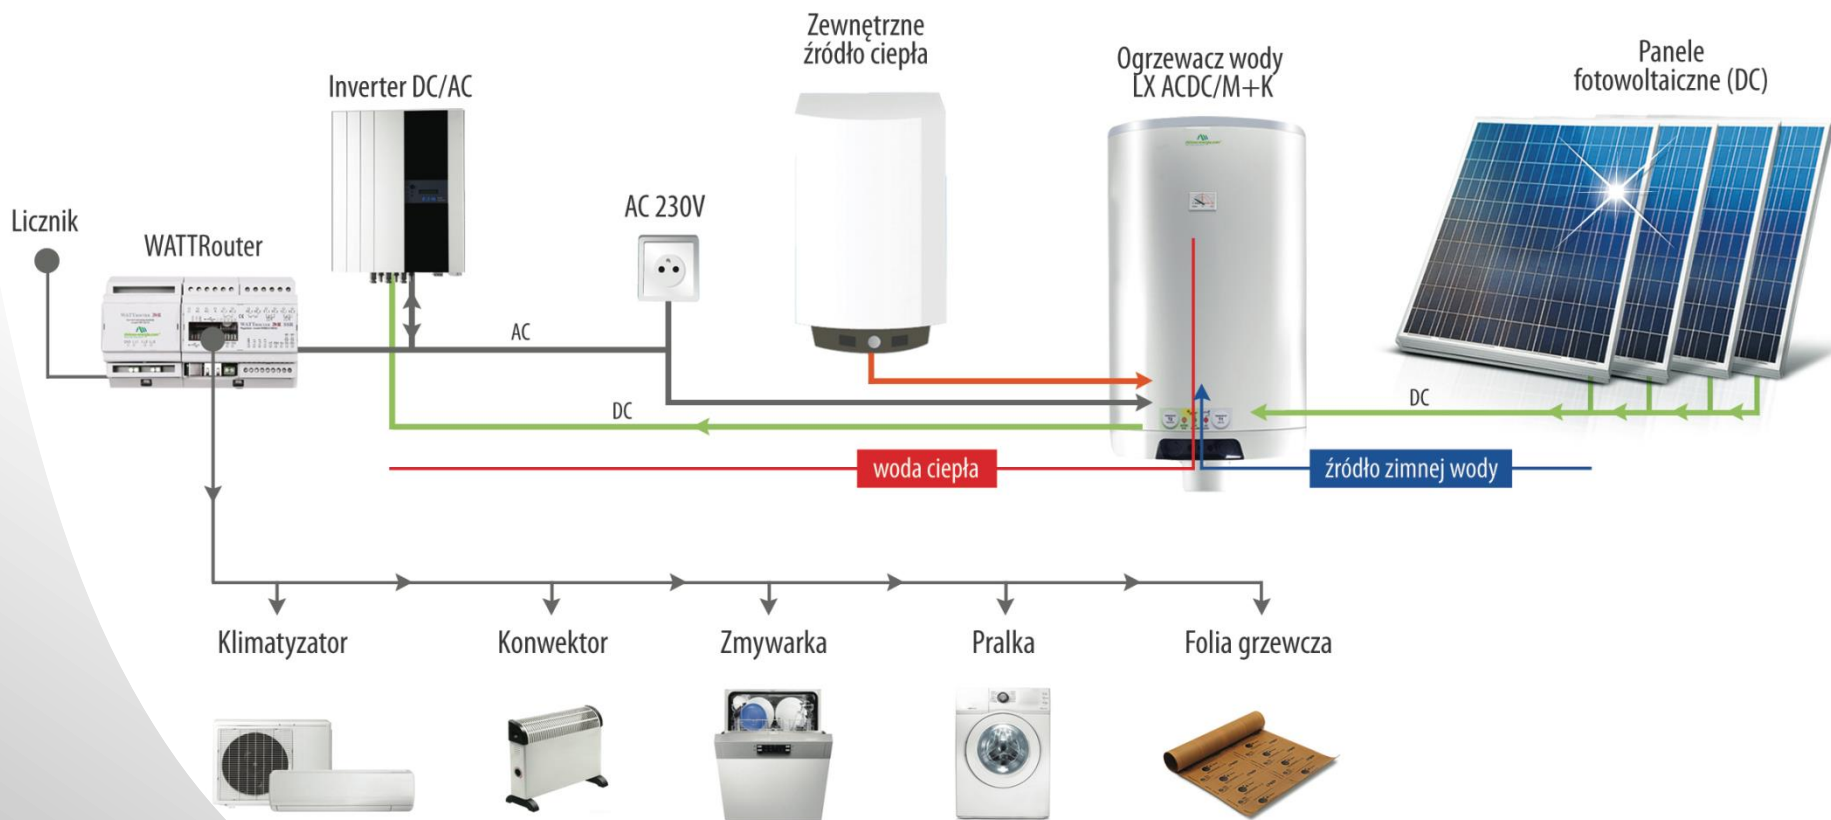 Zewnętrzne
źródło ciepła
Ogrzewacz wody
LX ACDC/M+K
Panele
fotowoltaiczne (DC)
Inverter DC/AC
AC 230V
Licznik
WATTRouter
AC
DC
DC
woda ciepła
źródło zimnej wody
Klimatyzator
Konwektor
Zmywarka
Pralka
Folia grzewcza